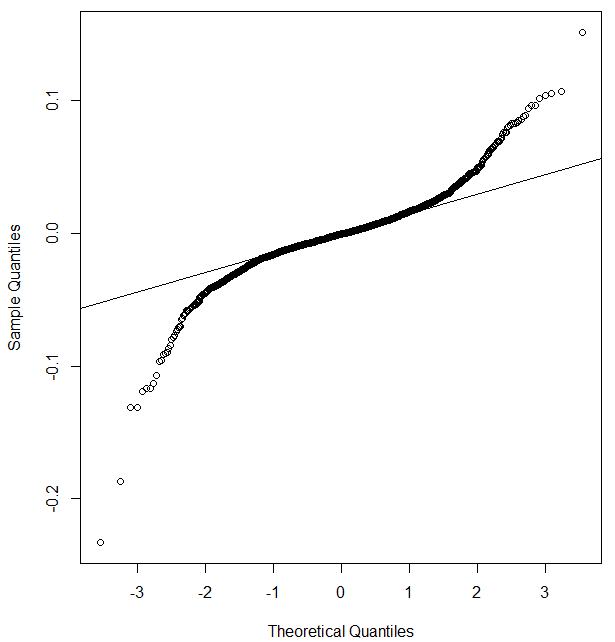 0.1
0.0
-0.1
-0.2
Sample Quantiles
-3 -2 -1 0 1 2 3
Theoretical Quantiles